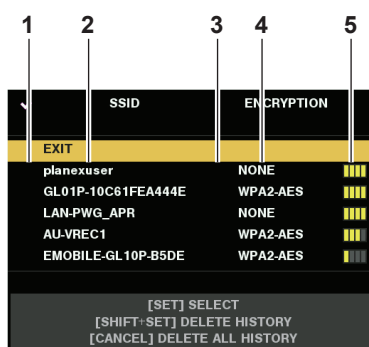 1 2 3 4 5
SSID ENCRYPTION
EXIT
planexuser NONE
GL01P-10C61FEA444E WPA2-AES
LAN-PWG_APR NONE
AU-VREC1 WPA2-AES
EMOBILE-GL10P-B5DE WPA2-AES
[SET] SELECT
[SHIFT+SET] DELETE HISTORY
[CANCEL] DELETE ALL HISTORY